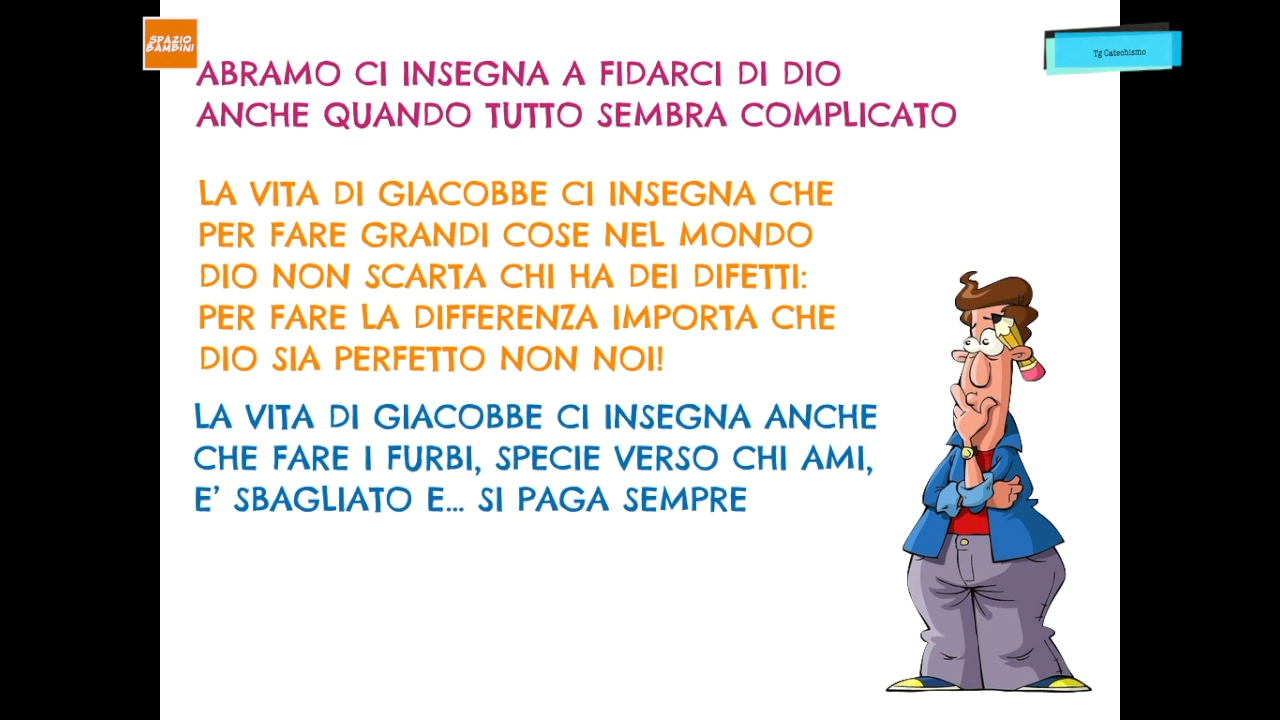 SPAZIO
BAMBINI
Tg Catechismo
ABRAMO CI INSEGNA A FIDARCI DI DIO
ANCHE QUANDO TUTTO SEMBRA COMPLICATO
LA VITA DI GIACOBBE CI INSEGNA CHE
PER FARE GRANDI COSE NEL MONDO
DIO NON SCARTA CHI HA DEI DIFETTI:
PER FARE LA DIFFERENZA IMPORTA CHE
DIO SIA PERFETTO NON NOI!
LA VITA DI GIACOBBE CI INSEGNA ANCHE
CHE FARE I FURBI, SPECIE VERSO CHI AMI,
E' SBAGLIATO E... SI PAGA SEMPRE